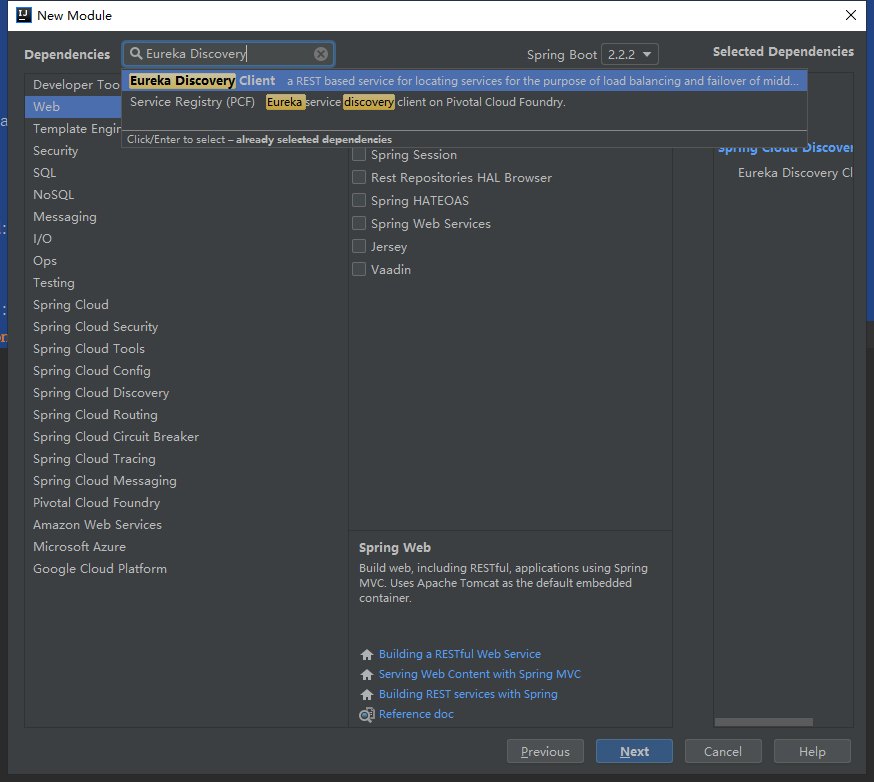 New Module
Dependencies
Eureka Discovery
Spring Boot
2.2.2
Selected Dependencies
Eureka Discovery Client a REST based service for locating services for the purpose of load balancing and failover of midd...
Service Registry (PCF) Eureka service discovery client on Pivotal Cloud Foundry.
Click/Enter to select – already selected dependencies
Developer Too
Web
Template Engin
Security
SQL
NoSQL
Messaging
I/O
Ops
Testing
Spring Cloud
Spring Cloud Security
Spring Cloud Tools
Spring Cloud Config
Spring Cloud Discovery
Spring Cloud Routing
Spring Cloud Circuit Breaker
Spring Cloud Tracing
Spring Cloud Messaging
Pivotal Cloud Foundry
Amazon Web Services
Microsoft Azure
Google Cloud Platform
Spring Session
Rest Repositories HAL Browser
Spring HATEOAS
Spring Web Services
Jersey
Vaadin
Spring Web
Build web, including RESTful, applications using Spring
MVC. Uses Apache Tomcat as the default embedded
container.
Building a RESTful Web Service
Serving Web Content with Spring MVC
Building REST services with Spring
Reference doc
Spring Cloud Discover
Eureka Discovery Cl
Previous
Next
Cancel
Help